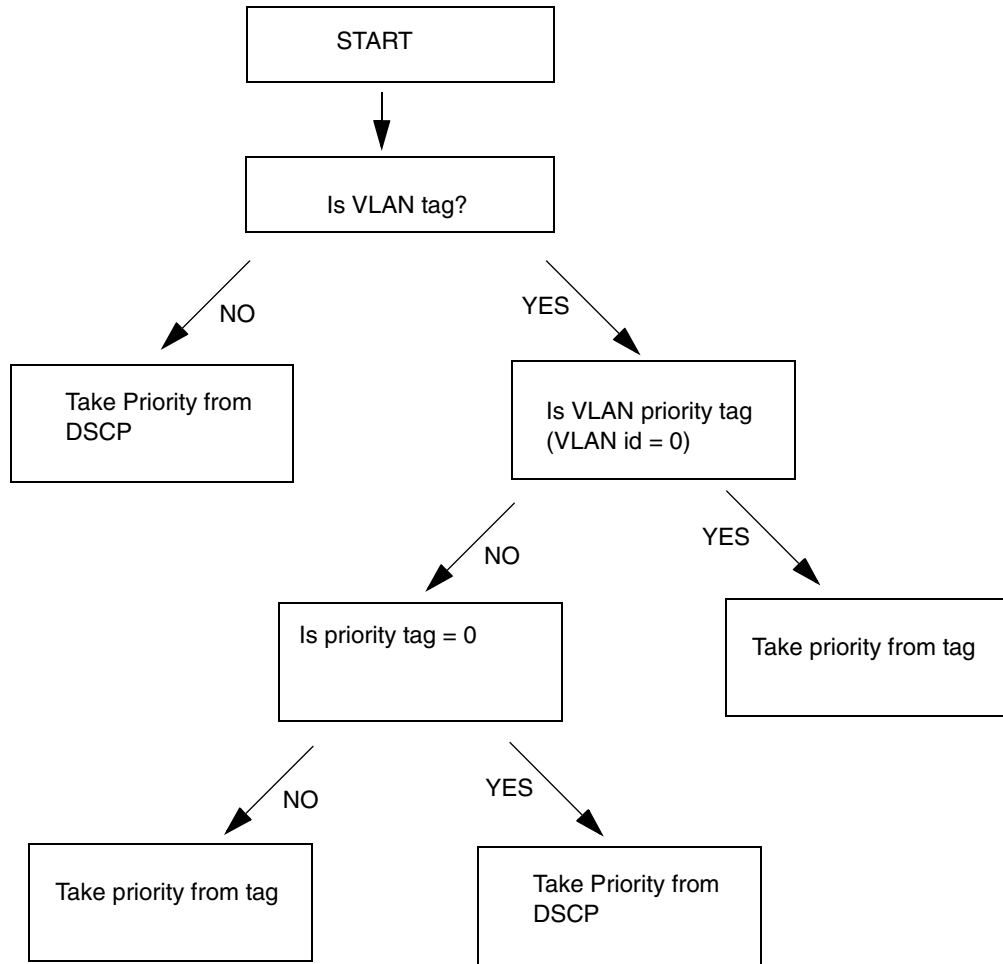 START
Is VLAN tag?
NO
YES
Take Priority from
DSCP
Is VLAN priority tag
(VLAN id = 0)
NO
YES
Is priority tag = 0
Take priority from tag
NO
YES
Take priority from tag
Take Priority from
DSCP